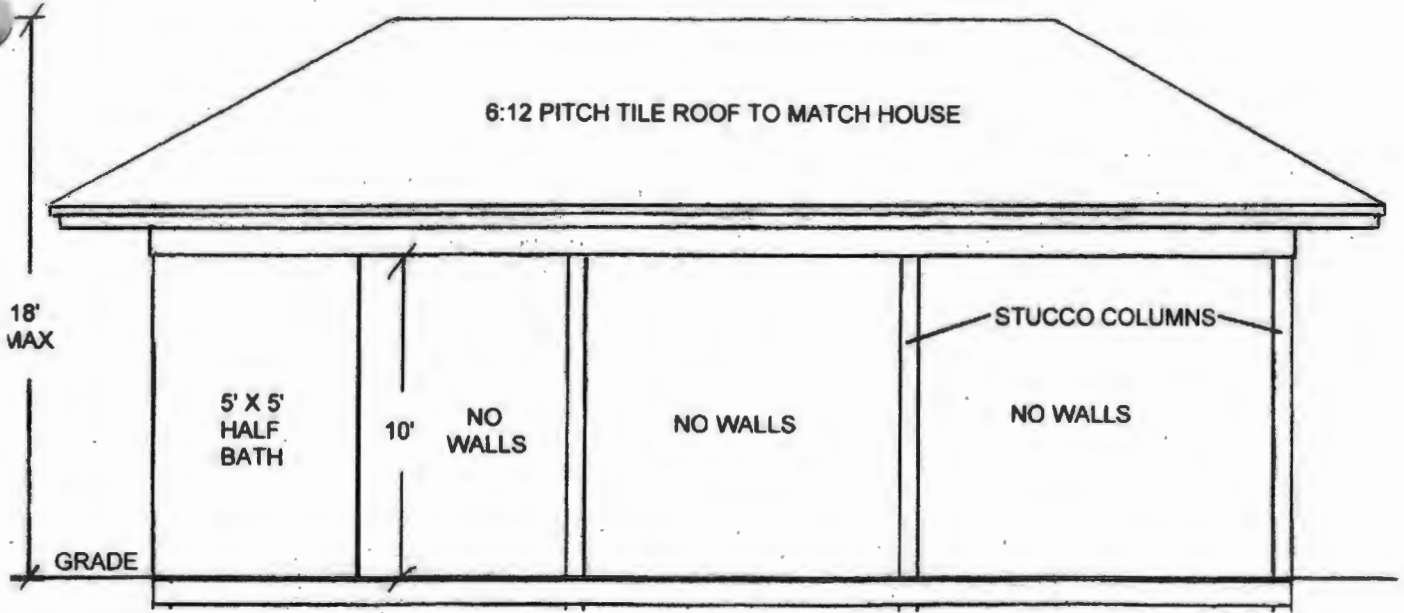 6:12 PITCH TILE ROOF TO MATCH HOUSE
18'
MAX
STUCCO COLUMNS
5' X 5'
HALF
BATH
10'
NO
WALLS
NO WALLS
NO WALLS
GRADE